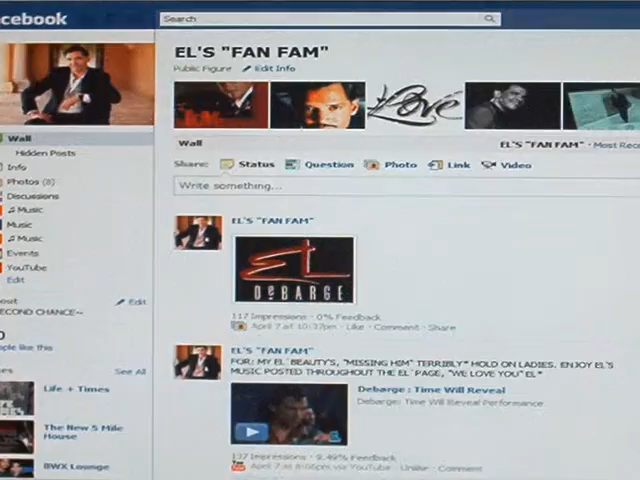 cebook
Search
EL'S "FAN FAM"
Public Figure
Edit Info
Love
Wall
Hidden Posts
Info
Photos (8)
Discussions
Music
Music
Music
Events
YouTube
Edit
out
Edit
ECOND CHANCE~
ople like this
es
See All
Life + Times
The New 5 Mile
House
BWX Lounge
Wall
EL'S "FAN FAM" · Most Rece
Share:
Status
Question
Photo
Link
Video
Write something...
EL'S "FAN FAM"
EL
DeBARGE
117 Impressions · 0% Feedback
April 7 at 10:37pm · Like · Comment · Share
EL'S "FAN FAM"
FOR: MY EL' BEAUTY'S, "MISSING HIM" TERRIBLY" HOLD ON LADIES. ENJOY EL'S
MUSIC POSTED THROUGHOUT THE EL' PAGE, "WE LOVE YOU" EL"
Debarge : Time Will Reveal
Debarge: Time Will Reveal Performance
137 Impressions · 9.49% Feedback
You
April 7 at 8:06pm via YouTube · Unlike · Comment